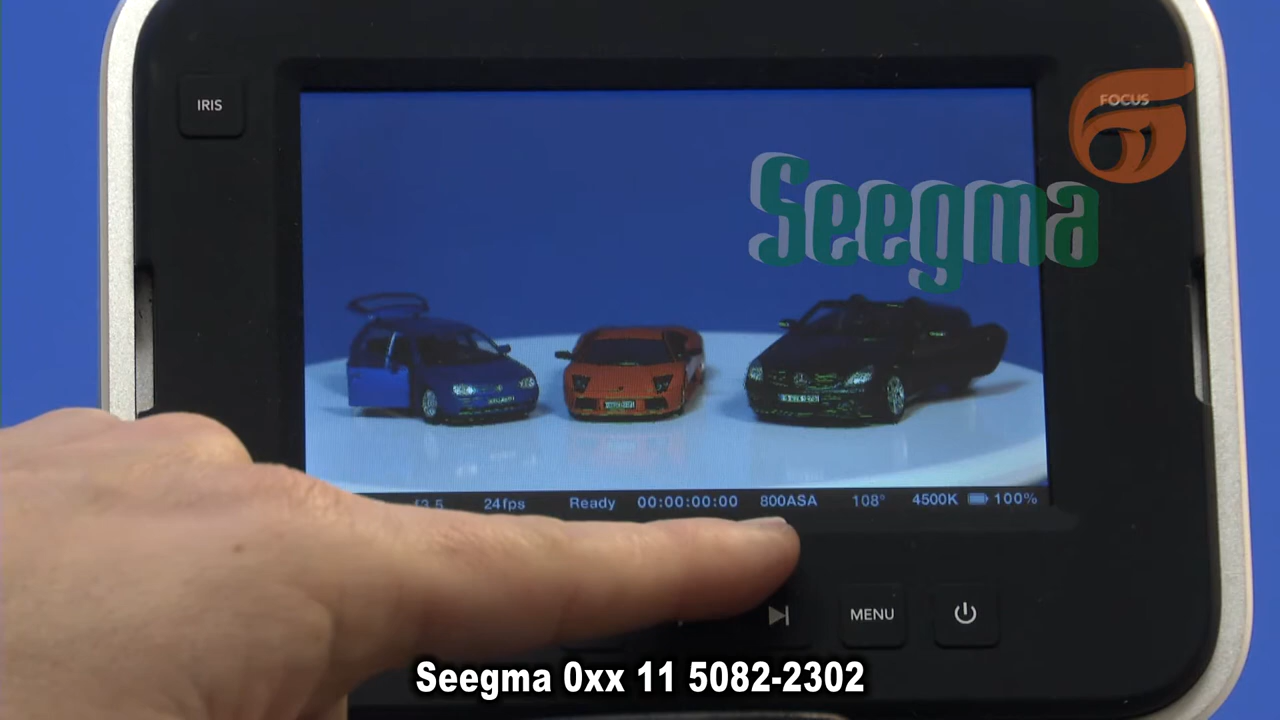 IRIS
FOCUS
Seegma
24fps Ready 00:00:00:00 800ASA 108° 4500K 100%
MENU
Seegma 0xx 11 5082-2302